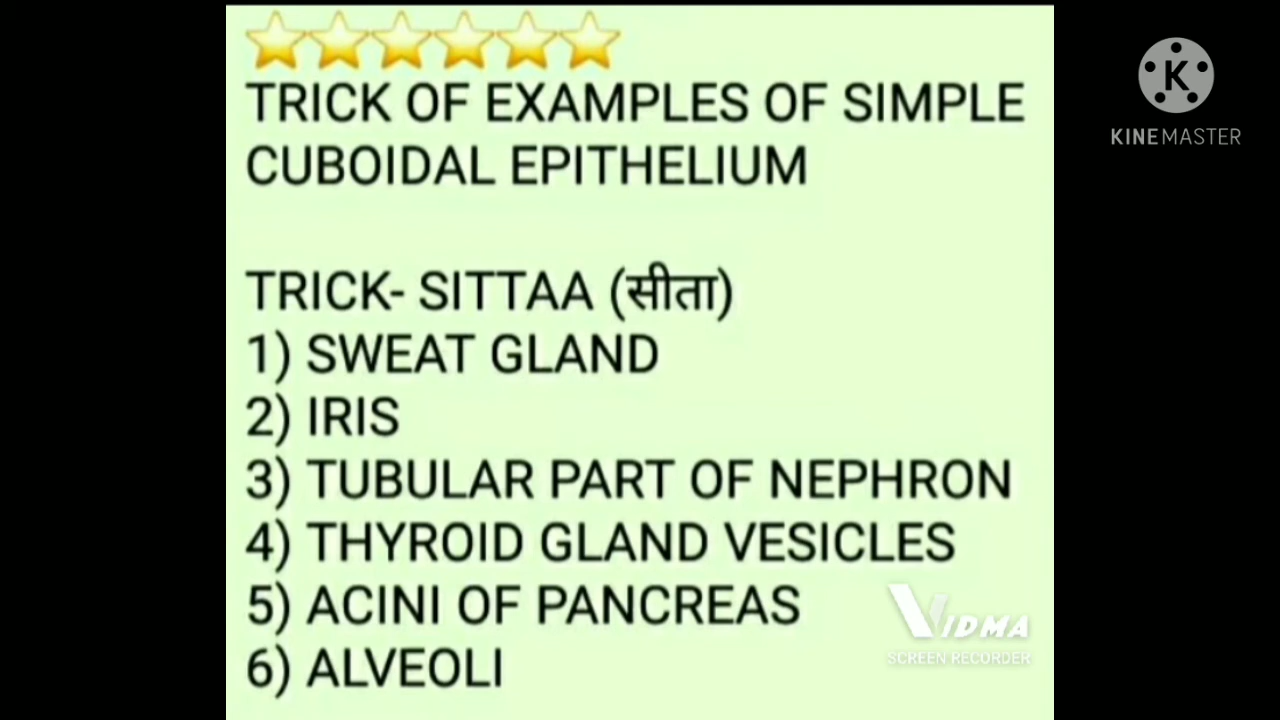 TRICK OF EXAMPLES OF SIMPLE
CUBOIDAL EPITHELIUM
TRICK- SITTAA (सीता)
1) SWEAT GLAND
2) IRIS
3) TUBULAR PART OF NEPHRON
4) THYROID GLAND VESICLES
5) ACINI OF PANCREAS
6) ALVEOLI
K
KINEMASTER
VIDMA
SCREEN RECORDER